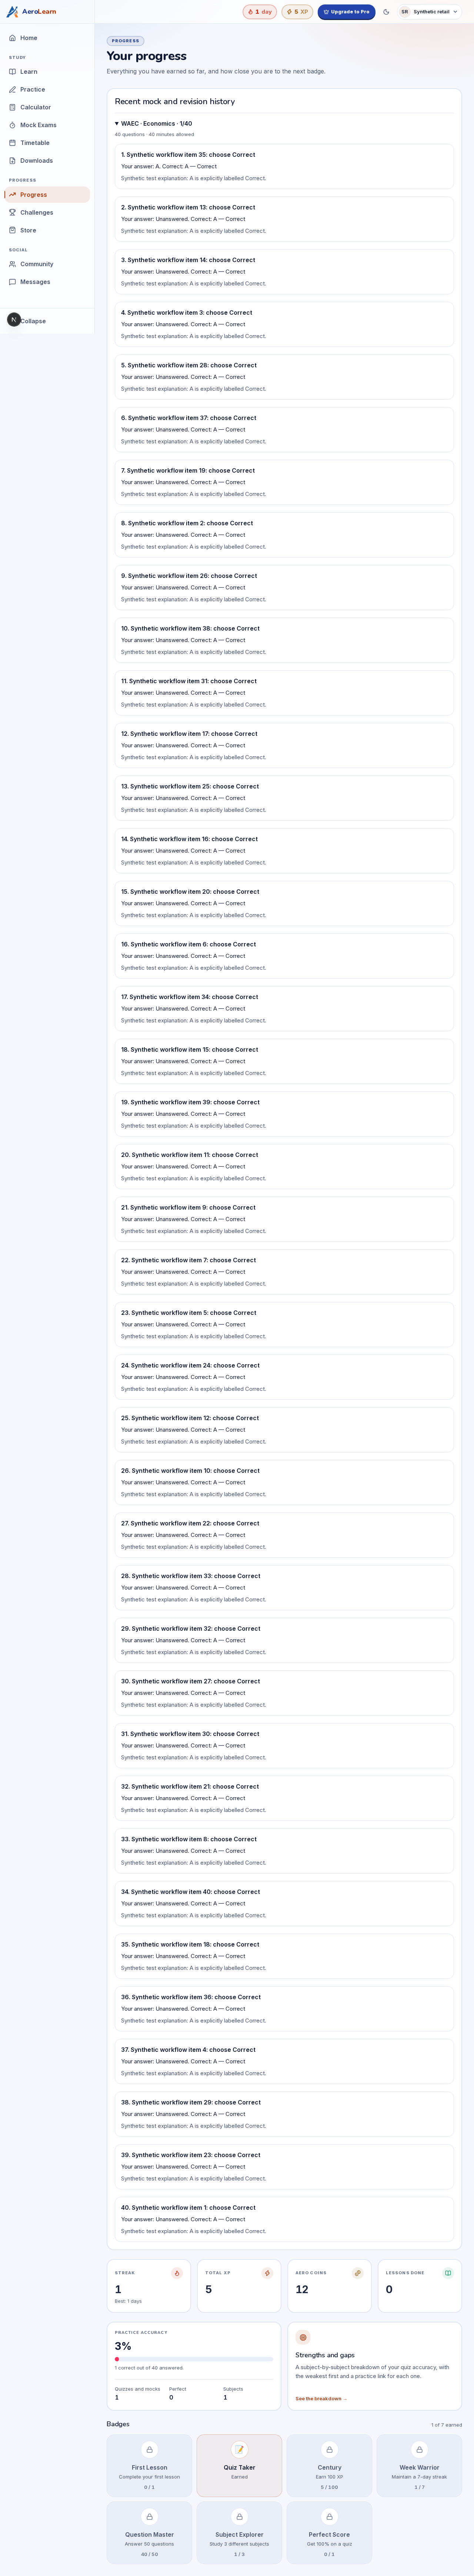 AeroLearn
1 day
5 XP
Upgrade to Pro
SR
Synthetic retail
Home
STUDY
Learn
Practice
Calculator
Mock Exams
Timetable
Downloads
PROGRESS
Progress
Challenges
Store
SOCIAL
Community
Messages
N
Collapse
PROGRESS
Your progress
Everything you have earned so far, and how close you are to the next badge.
Recent mock and revision history
▼ WAEC · Economics · 1/40
40 questions · 40 minutes allowed
1. Synthetic workflow item 35: choose Correct
Your answer: A. Correct: A — Correct
Synthetic test explanation: A is explicitly labelled Correct.
2. Synthetic workflow item 13: choose Correct
Your answer: Unanswered. Correct: A — Correct
Synthetic test explanation: A is explicitly labelled Correct.
3. Synthetic workflow item 14: choose Correct
Your answer: Unanswered. Correct: A — Correct
Synthetic test explanation: A is explicitly labelled Correct.
4. Synthetic workflow item 3: choose Correct
Your answer: Unanswered. Correct: A — Correct
Synthetic test explanation: A is explicitly labelled Correct.
5. Synthetic workflow item 28: choose Correct
Your answer: Unanswered. Correct: A — Correct
Synthetic test explanation: A is explicitly labelled Correct.
6. Synthetic workflow item 37: choose Correct
Your answer: Unanswered. Correct: A — Correct
Synthetic test explanation: A is explicitly labelled Correct.
7. Synthetic workflow item 19: choose Correct
Your answer: Unanswered. Correct: A — Correct
Synthetic test explanation: A is explicitly labelled Correct.
8. Synthetic workflow item 2: choose Correct
Your answer: Unanswered. Correct: A — Correct
Synthetic test explanation: A is explicitly labelled Correct.
9. Synthetic workflow item 26: choose Correct
Your answer: Unanswered. Correct: A — Correct
Synthetic test explanation: A is explicitly labelled Correct.
10. Synthetic workflow item 38: choose Correct
Your answer: Unanswered. Correct: A — Correct
Synthetic test explanation: A is explicitly labelled Correct.
11. Synthetic workflow item 31: choose Correct
Your answer: Unanswered. Correct: A — Correct
Synthetic test explanation: A is explicitly labelled Correct.
12. Synthetic workflow item 17: choose Correct
Your answer: Unanswered. Correct: A — Correct
Synthetic test explanation: A is explicitly labelled Correct.
13. Synthetic workflow item 25: choose Correct
Your answer: Unanswered. Correct: A — Correct
Synthetic test explanation: A is explicitly labelled Correct.
14. Synthetic workflow item 16: choose Correct
Your answer: Unanswered. Correct: A — Correct
Synthetic test explanation: A is explicitly labelled Correct.
15. Synthetic workflow item 20: choose Correct
Your answer: Unanswered. Correct: A — Correct
Synthetic test explanation: A is explicitly labelled Correct.
16. Synthetic workflow item 6: choose Correct
Your answer: Unanswered. Correct: A — Correct
Synthetic test explanation: A is explicitly labelled Correct.
17. Synthetic workflow item 34: choose Correct
Your answer: Unanswered. Correct: A — Correct
Synthetic test explanation: A is explicitly labelled Correct.
18. Synthetic workflow item 15: choose Correct
Your answer: Unanswered. Correct: A — Correct
Synthetic test explanation: A is explicitly labelled Correct.
19. Synthetic workflow item 39: choose Correct
Your answer: Unanswered. Correct: A — Correct
Synthetic test explanation: A is explicitly labelled Correct.
20. Synthetic workflow item 11: choose Correct
Your answer: Unanswered. Correct: A — Correct
Synthetic test explanation: A is explicitly labelled Correct.
21. Synthetic workflow item 9: choose Correct
Your answer: Unanswered. Correct: A — Correct
Synthetic test explanation: A is explicitly labelled Correct.
22. Synthetic workflow item 7: choose Correct
Your answer: Unanswered. Correct: A — Correct
Synthetic test explanation: A is explicitly labelled Correct.
23. Synthetic workflow item 5: choose Correct
Your answer: Unanswered. Correct: A — Correct
Synthetic test explanation: A is explicitly labelled Correct.
24. Synthetic workflow item 24: choose Correct
Your answer: Unanswered. Correct: A — Correct
Synthetic test explanation: A is explicitly labelled Correct.
25. Synthetic workflow item 12: choose Correct
Your answer: Unanswered. Correct: A — Correct
Synthetic test explanation: A is explicitly labelled Correct.
26. Synthetic workflow item 10: choose Correct
Your answer: Unanswered. Correct: A — Correct
Synthetic test explanation: A is explicitly labelled Correct.
27. Synthetic workflow item 22: choose Correct
Your answer: Unanswered. Correct: A — Correct
Synthetic test explanation: A is explicitly labelled Correct.
28. Synthetic workflow item 33: choose Correct
Your answer: Unanswered. Correct: A — Correct
Synthetic test explanation: A is explicitly labelled Correct.
29. Synthetic workflow item 32: choose Correct
Your answer: Unanswered. Correct: A — Correct
Synthetic test explanation: A is explicitly labelled Correct.
30. Synthetic workflow item 27: choose Correct
Your answer: Unanswered. Correct: A — Correct
Synthetic test explanation: A is explicitly labelled Correct.
31. Synthetic workflow item 30: choose Correct
Your answer: Unanswered. Correct: A — Correct
Synthetic test explanation: A is explicitly labelled Correct.
32. Synthetic workflow item 21: choose Correct
Your answer: Unanswered. Correct: A — Correct
Synthetic test explanation: A is explicitly labelled Correct.
33. Synthetic workflow item 8: choose Correct
Your answer: Unanswered. Correct: A — Correct
Synthetic test explanation: A is explicitly labelled Correct.
34. Synthetic workflow item 40: choose Correct
Your answer: Unanswered. Correct: A — Correct
Synthetic test explanation: A is explicitly labelled Correct.
35. Synthetic workflow item 18: choose Correct
Your answer: Unanswered. Correct: A — Correct
Synthetic test explanation: A is explicitly labelled Correct.
36. Synthetic workflow item 36: choose Correct
Your answer: Unanswered. Correct: A — Correct
Synthetic test explanation: A is explicitly labelled Correct.
37. Synthetic workflow item 4: choose Correct
Your answer: Unanswered. Correct: A — Correct
Synthetic test explanation: A is explicitly labelled Correct.
38. Synthetic workflow item 29: choose Correct
Your answer: Unanswered. Correct: A — Correct
Synthetic test explanation: A is explicitly labelled Correct.
39. Synthetic workflow item 23: choose Correct
Your answer: Unanswered. Correct: A — Correct
Synthetic test explanation: A is explicitly labelled Correct.
40. Synthetic workflow item 1: choose Correct
Your answer: Unanswered. Correct: A — Correct
Synthetic test explanation: A is explicitly labelled Correct.
STREAK
1
Best: 1 days
TOTAL XP
5
AERO COINS
12
LESSONS DONE
0
PRACTICE ACCURACY
3%
1 correct out of 40 answered.
Quizzes and mocks Perfect Subjects
1 0 1
Strengths and gaps
A subject-by-subject breakdown of your quiz accuracy, with
the weakest first and a practice link for each one.
See the breakdown →
Badges
1 of 7 earned
First Lesson
Complete your first lesson
0 / 1
Quiz Taker
Earned
Century
Earn 100 XP
5 / 100
Week Warrior
Maintain a 7-day streak
1 / 7
Question Master
Answer 50 questions
40 / 50
Subject Explorer
Study 3 different subjects
1 / 3
Perfect Score
Get 100% on a quiz
0 / 1